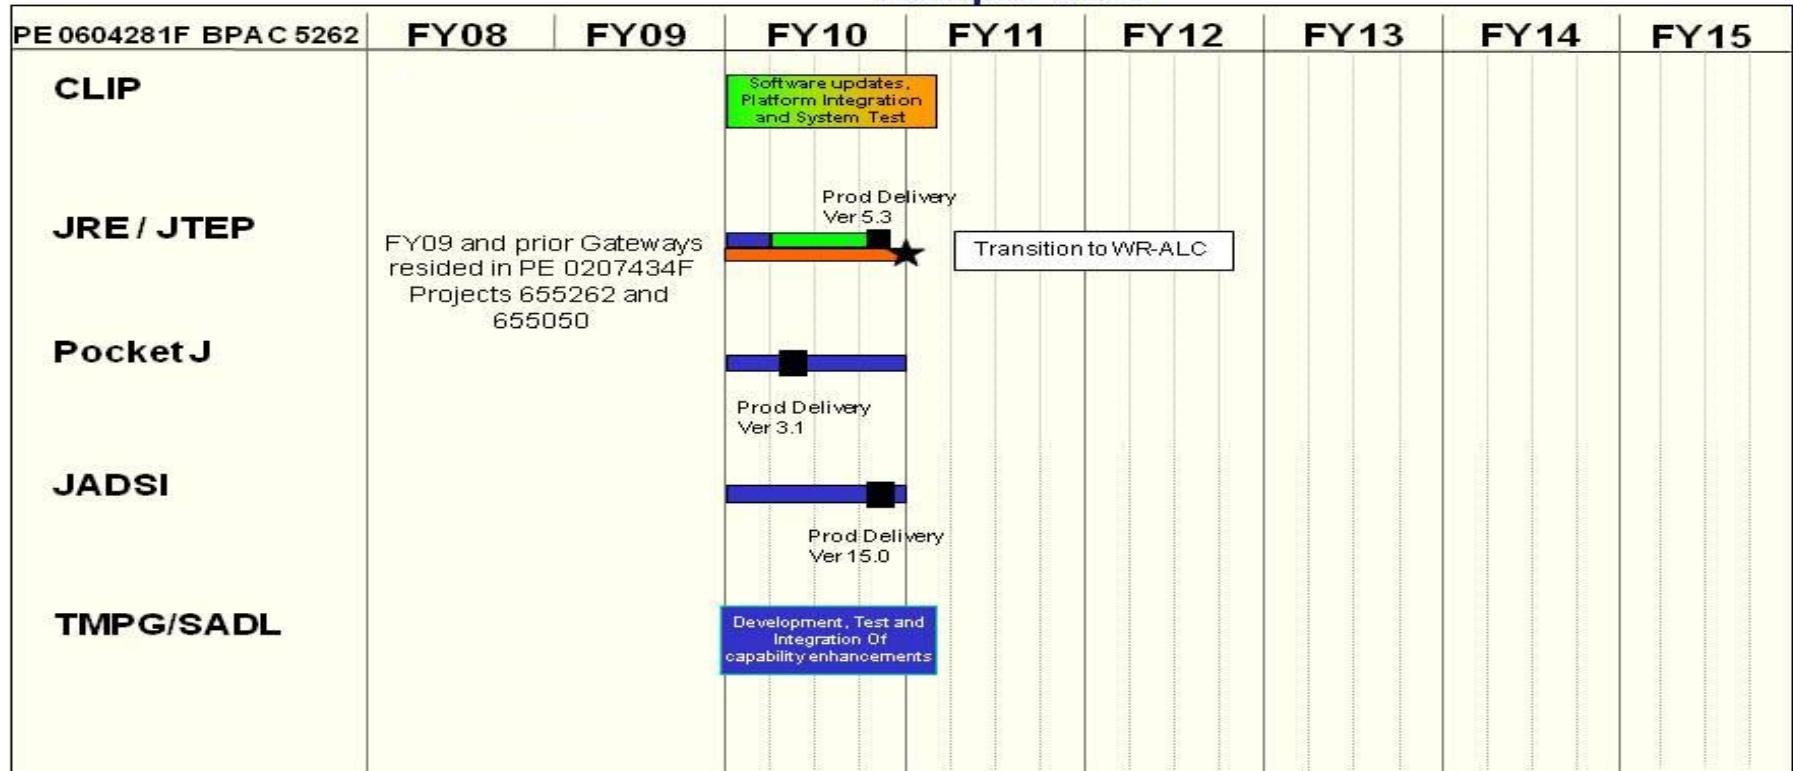 PE 0604281F BPAC 5262 FY08 FY09 FY10 FY11 FY12 FY13 FY14 FY15
CLIP
Software updates,
Platform Integration
and System Test
JRE / JTEP
Prod Delivery
Ver 5.3
FY09 and prior Gateways
resided in PE 0207434F
Projects 655262 and
655050
Transition to WR-ALC
Pocket J
Prod Delivery
Ver 3.1
JADSI
Prod Delivery
Ver 15.0
TMPG/SADL
Development, Test and
Integration Of
capability enhancements